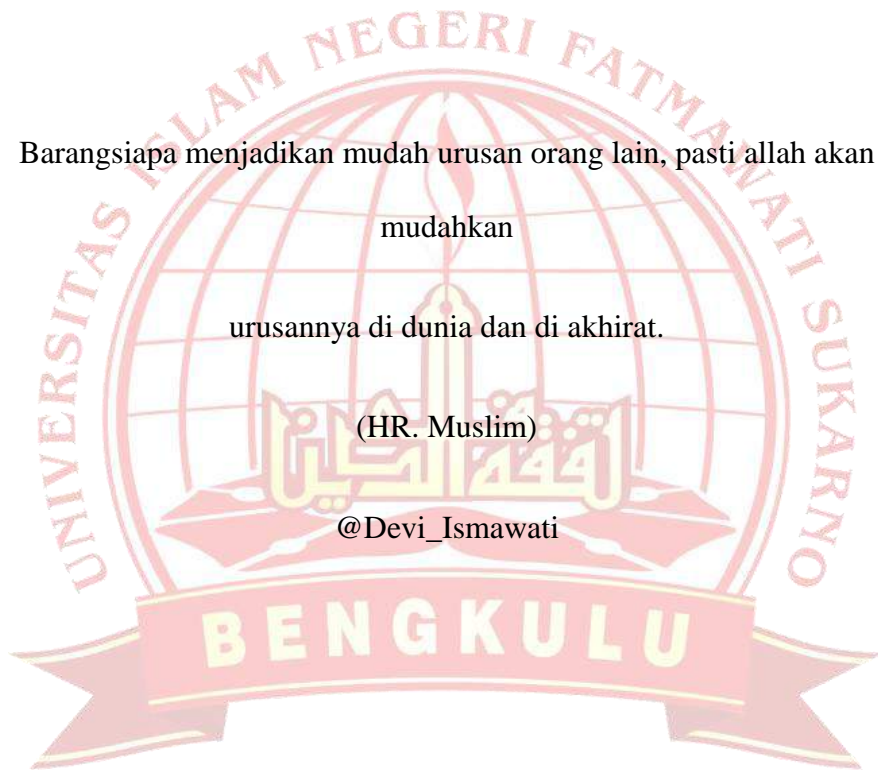 UNIVERSITAS ISLAM NEGERI FATMAWATI SUKARNO
Barangsiapa menjadikan mudah urusan orang lain, pasti allah akan
mudahkan
urusannya di dunia dan di akhirat.
(HR. Muslim)
@Devi_Ismawati
BENGKULU